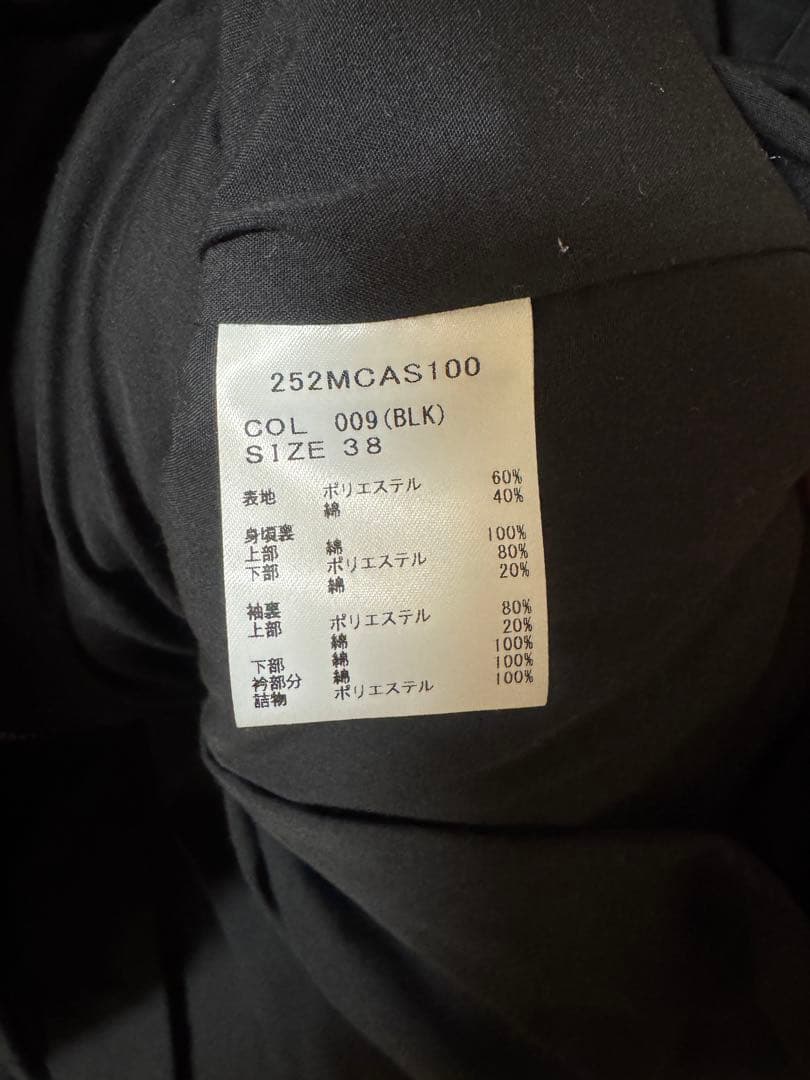 252MCAS100
COL 009(BLK)
SIZE 38
表地 ポリエステル 60%
綿 40%
身頃裏
上部 綿 100%
下部 ポリエステル 80%
綿 20%
袖裏
上部 ポリエステル 80%
綿 20%
下部 綿 100%
衿部分 綿 100%
詰物 ポリエステル 100%